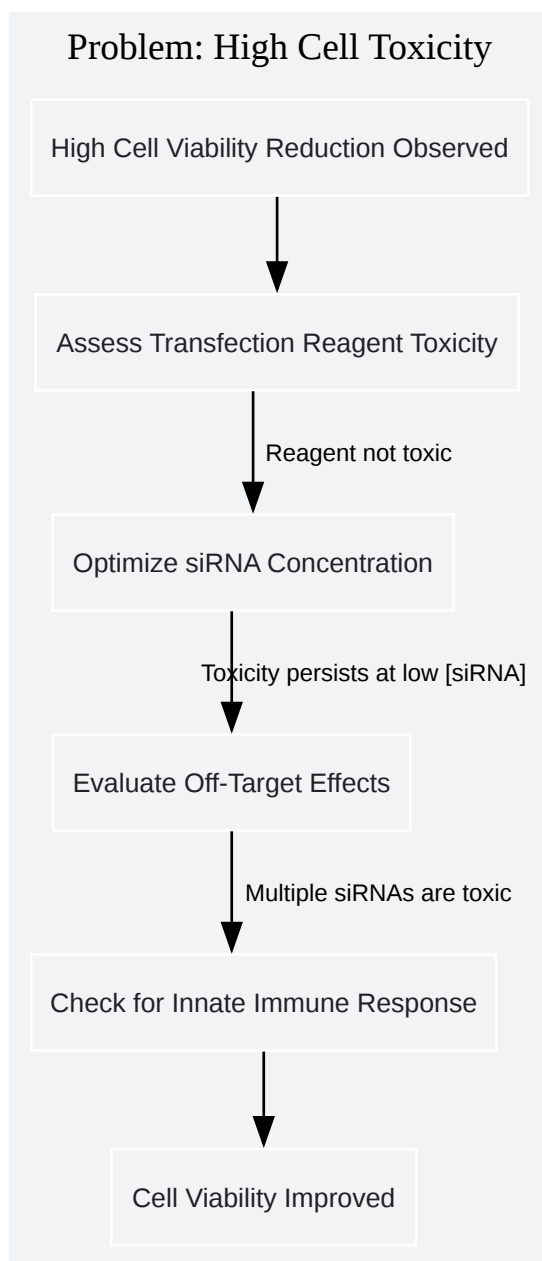 Problem: High Cell Toxicity
High Cell Viability Reduction Observed
Assess Transfection Reagent Toxicity
Reagent not toxic
Optimize siRNA Concentration
Toxicity persists at low [siRNA]
Evaluate Off-Target Effects
Multiple siRNAs are toxic
Check for Innate Immune Response
Cell Viability Improved